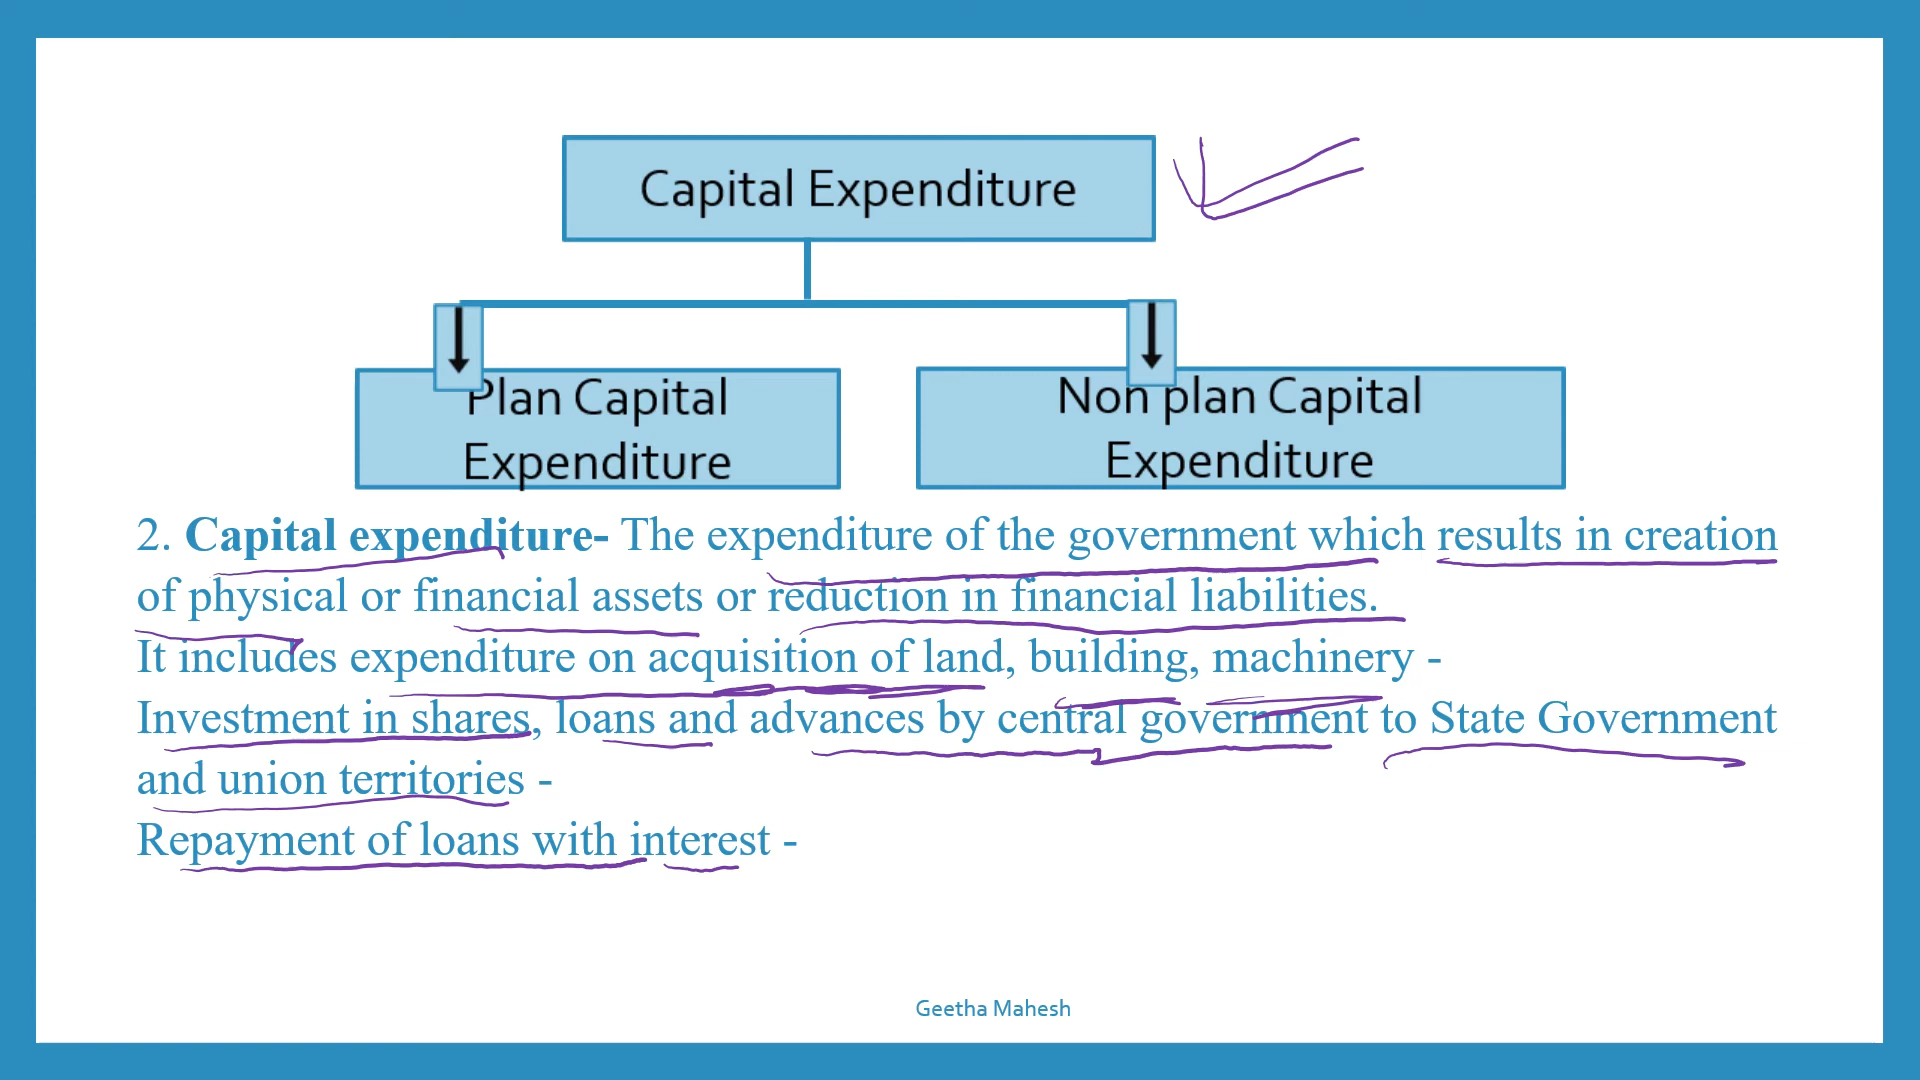 Capital Expenditure
Plan Capital
Expenditure
Non plan Capital
Expenditure
2. Capital expenditure- The expenditure of the government which results in creation
of physical or financial assets or reduction in financial liabilities.
It includes expenditure on acquisition of land, building, machinery -
Investment in shares, loans and advances by central government to State Government
and union territories -
Repayment of loans with interest -
Geetha Mahesh